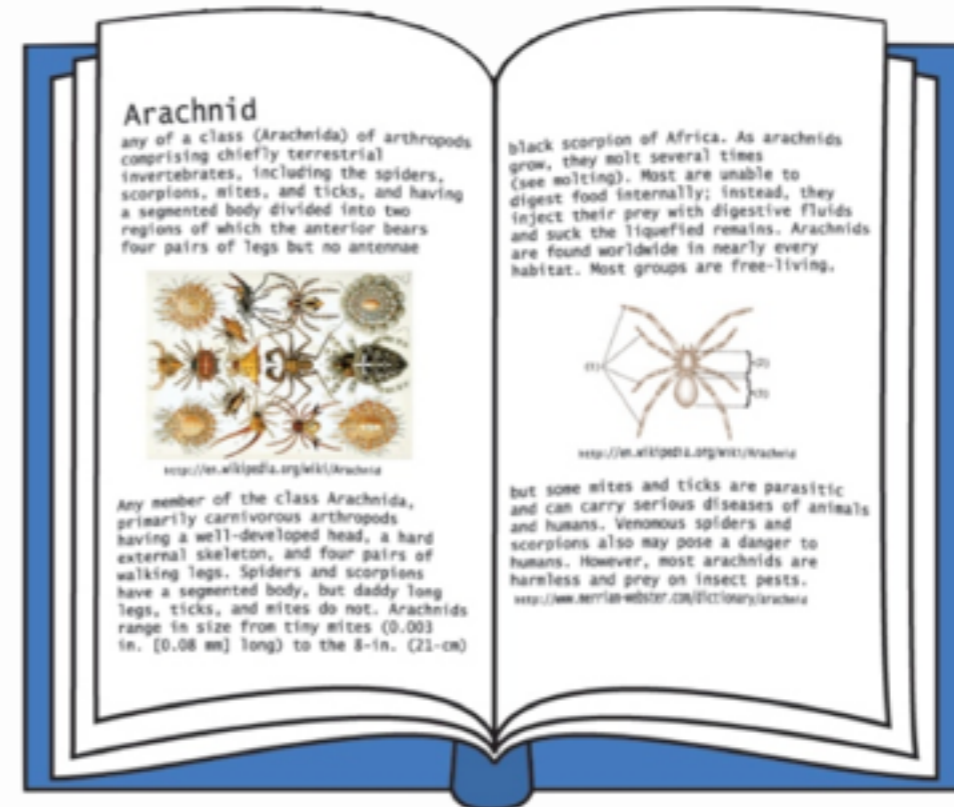 Arachnid
any of a class (Arachnida) of arthropods
comprising chiefly terrestrial
invertebrates, including the spiders,
scorpions, mites, and ticks, and having
a segmented body divided into two
regions of which the anterior bears
four pairs of legs but no antennae
http://en.wikipedia.org/wiki/Arachnid
Any member of the class Arachnida,
primarily carnivorous arthropods
having a well-developed head, a hard
external skeleton, and four pairs of
walking legs. Spiders and scorpions
have a segmented body, but daddy long
legs, ticks, and mites do not. Arachnids
range in size from tiny mites (0.003
in. [0.08 mm] long) to the 8-in. (21-cm)
black scorpion of Africa. As arachnids
grow, they molt several times
(see molting). Most are unable to
digest food internally; instead, they
inject their prey with digestive fluids
and suck the liquefied remains. Arachnids
are found worldwide in nearly every
habitat. Most groups are free-living,
(1)
(2)
(3)
http://en.wikipedia.org/wiki/Arachnid
but some mites and ticks are parasitic
and can carry serious diseases of animals
and humans. Venomous spiders and
scorpions also may pose a danger to
humans. However, most arachnids are
harmless and prey on insect pests.
http://www.merriam-webster.com/dictionary/arachnid